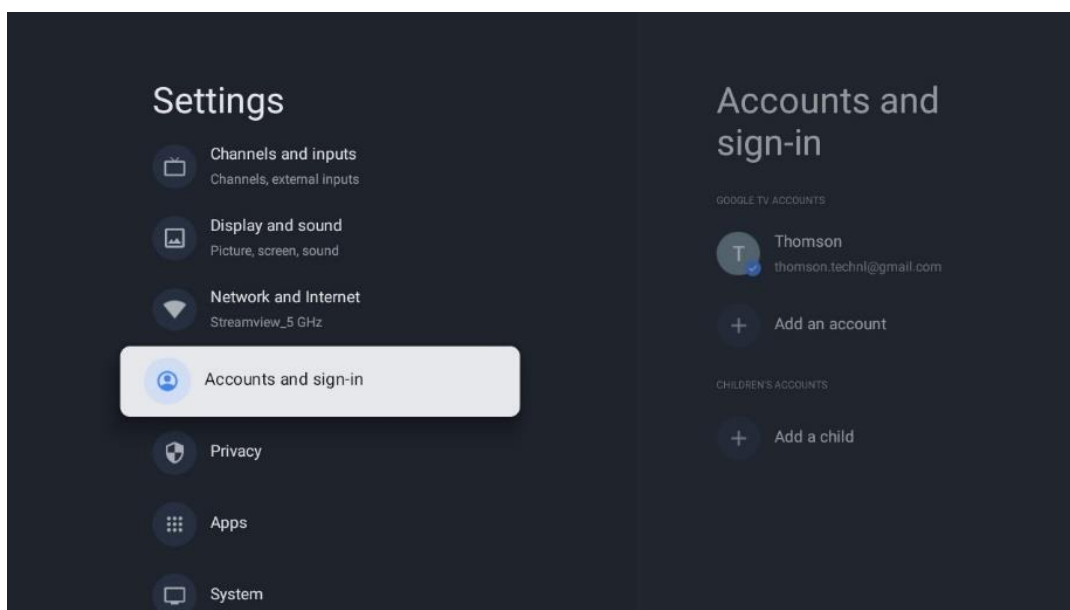 Settings
Channels and inputs
Channels, external inputs
Display and sound
Picture, screen, sound
Network and Internet
Streamview_5 GHz
Accounts and sign-in
Privacy
Apps
System
Accounts and
sign-in
GOOGLE TV ACCOUNTS
T
Thomson
thomson.technl@gmail.com
Add an account
CHILDREN'S ACCOUNTS
Add a child